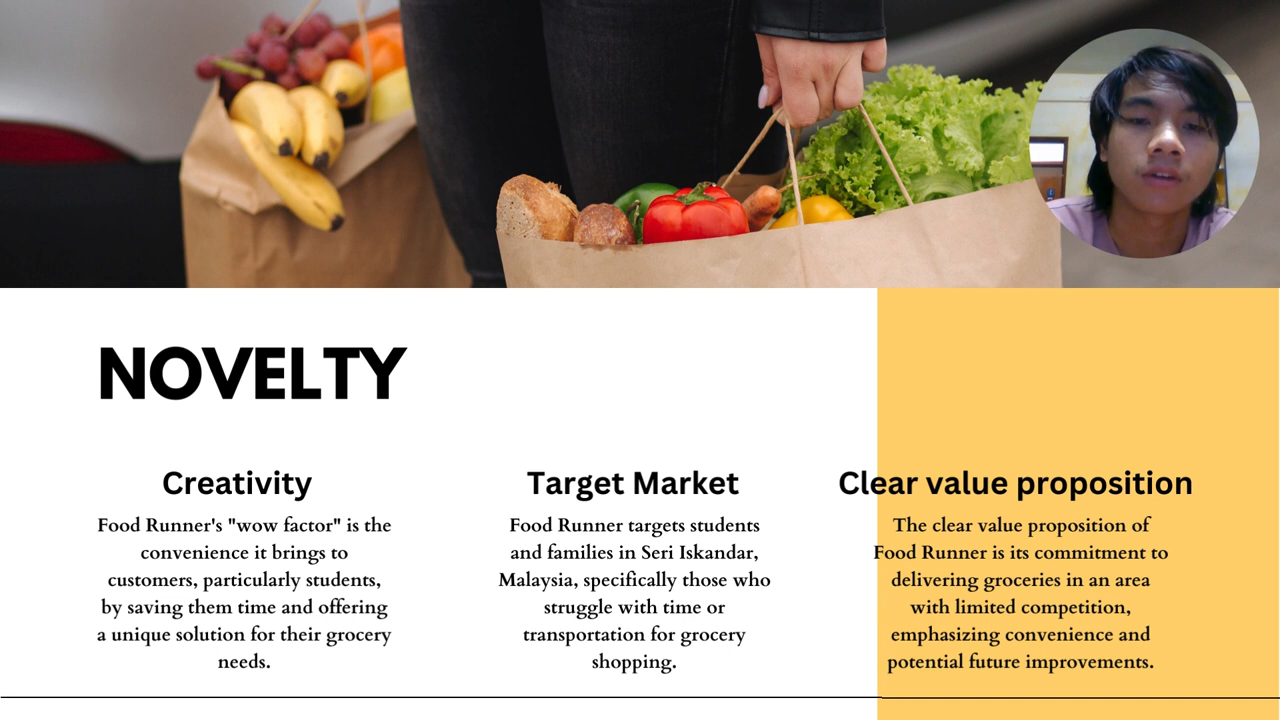 NOVELTY
Creativity
Food Runner's "wow factor" is the
convenience it brings to
customers, particularly students,
by saving them time and offering
a unique solution for their grocery
needs.
Target Market
Food Runner targets students
and families in Seri Iskandar,
Malaysia, specifically those who
struggle with time or
transportation for grocery
shopping.
Clear value proposition
The clear value proposition of
Food Runner is its commitment to
delivering groceries in an area
with limited competition,
emphasizing convenience and
potential future improvements.